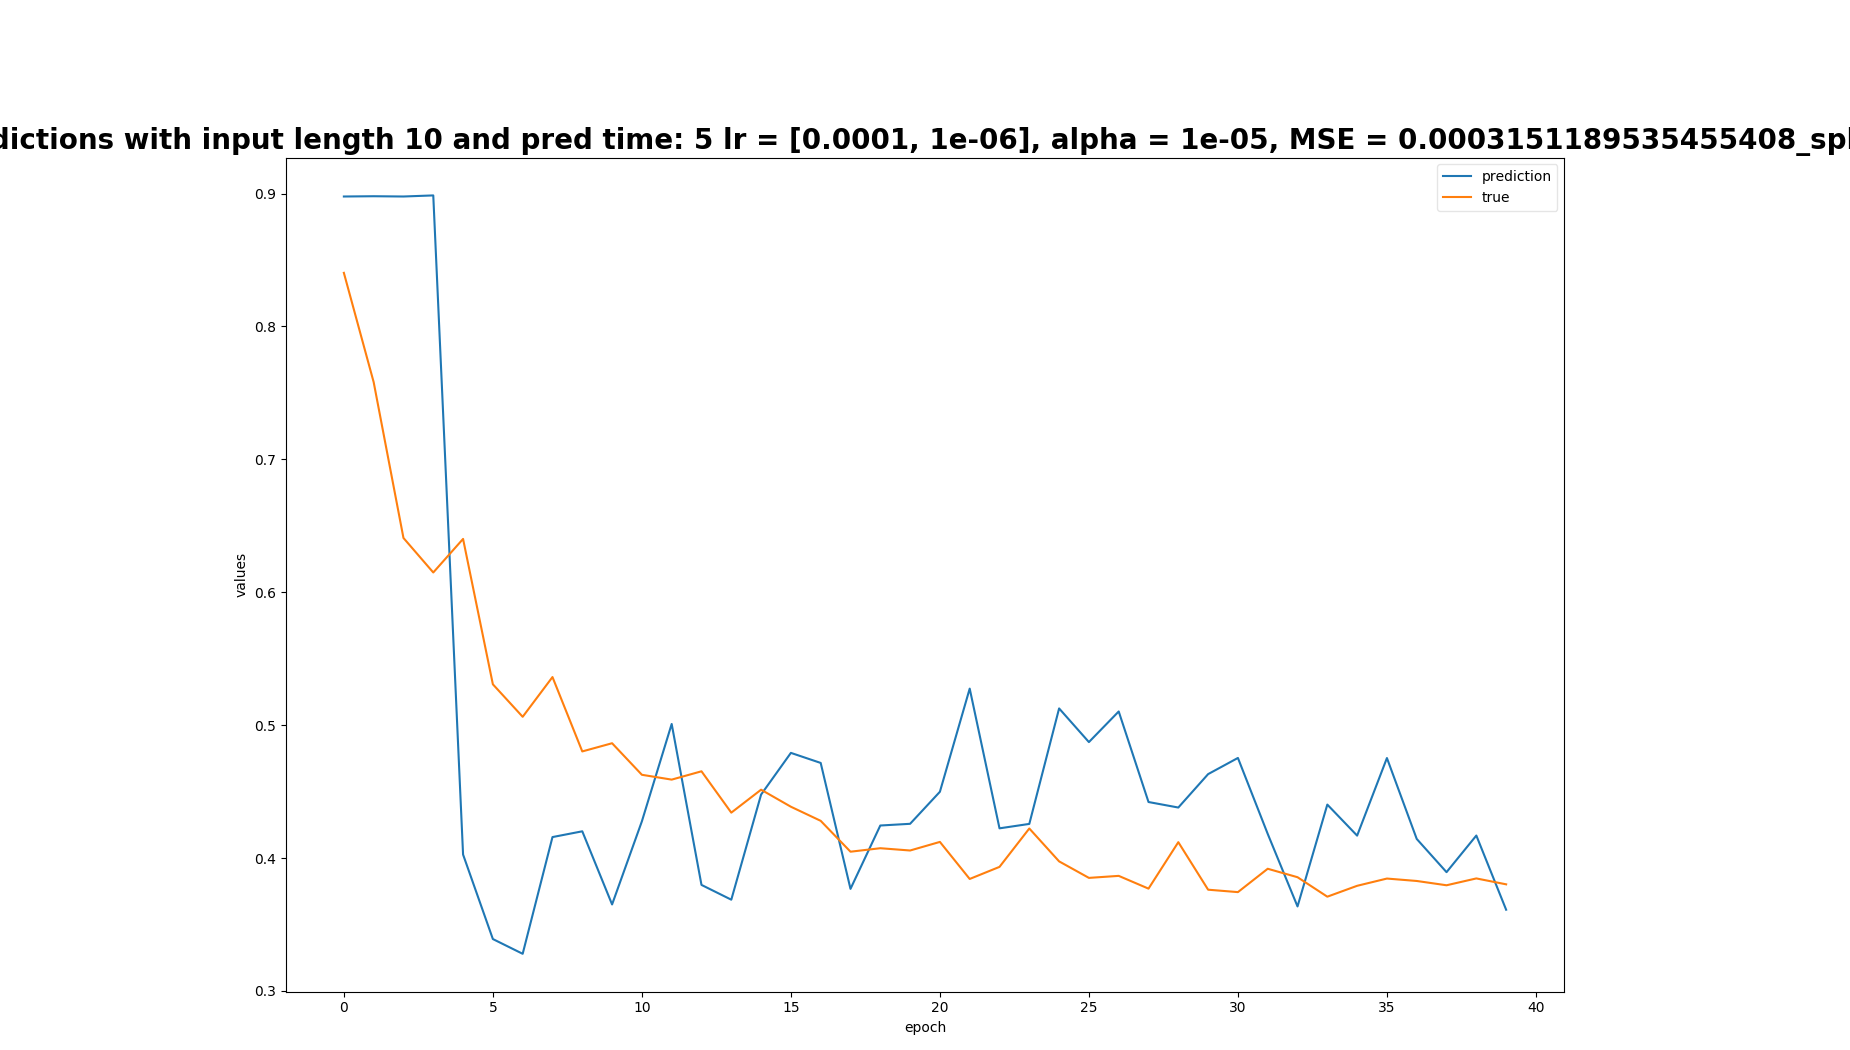 dictions with input length 10 and pred time: 5 lr = [0.0001, 1e-06], alpha = 1e-05, MSE = 0.0003151189535455408_spl
prediction
true
0.9
0.8
0.7
0.6
0.5
0.4
0.3
values
0 5 10 15 20 25 30 35 40
epoch